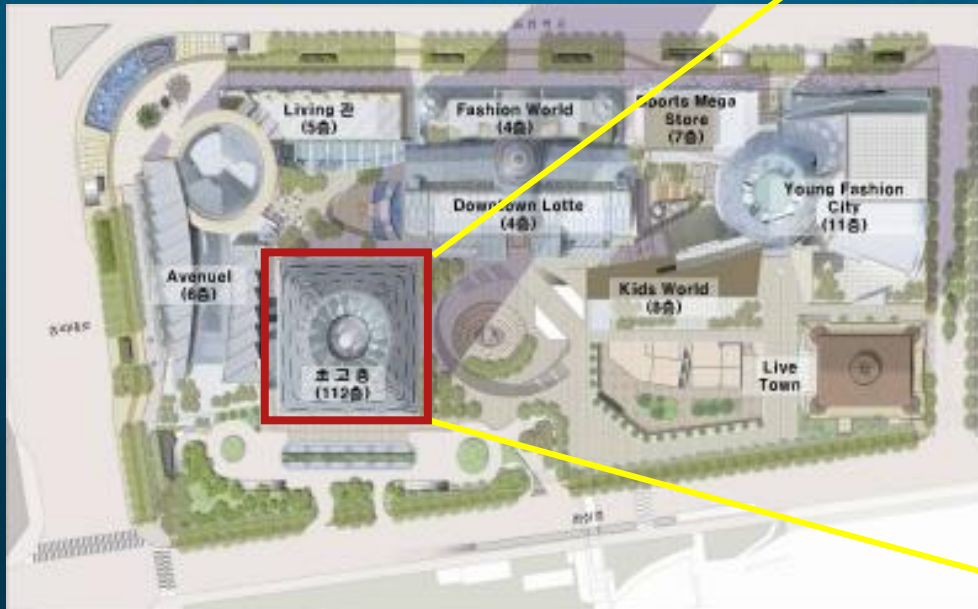 Living 관
(5층)
Fashion World
(4층)
Sports Mega
Store
(7층)
Young Fashion
City
(11층)
Downtown Lotte
(4층)
Avenuel
(6층)
Kids World
(8층)
초고층
(112층)
Live
Town